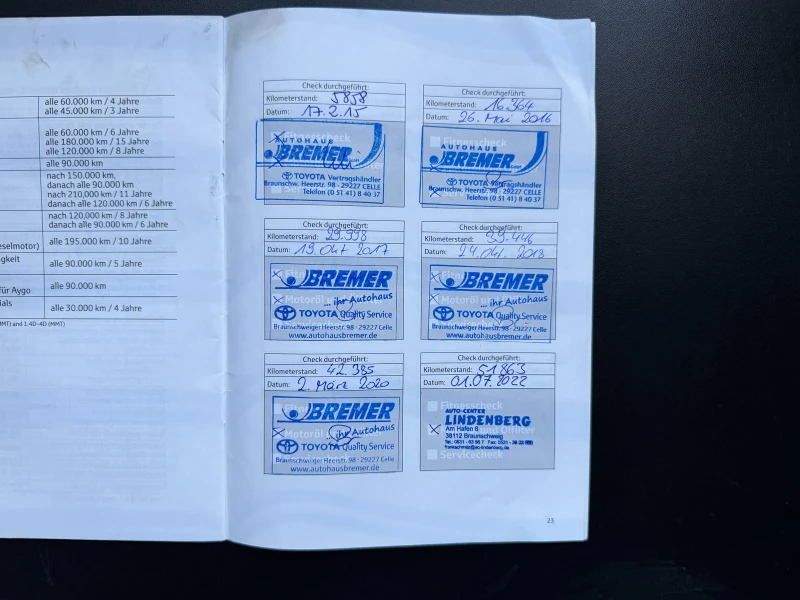 alle 60.000 km / 4 Jahre
alle 45.000 km / 3 Jahre
alle 60.000 km / 6 Jahre
alle 180.000 km / 15 Jahre
alle 120.000 km / 8 Jahre
alle 90.000 km
nach 150.000 km,
danach alle 90.000 km
nach 210.000 km / 11 Jahre
danach alle 120.000 km / 6 Jahre
nach 120.000 km / 8 Jahre
danach alle 90.000 km / 6 Jahre
eselmotor)
alle 195.000 km / 10 Jahre
gkeit
alle 90.000 km / 5 Jahre
für Aygo
alle 90.000 km
ials
alle 30.000 km / 4 Jahre
MMT) and 1.4D-4D (MMT)
Check durchgeführt:
Kilometerstand: 5858
Datum: 17.2.15
AUTOHAUS
BREMER
TOYOTA Vertragshändler
Braunschw. Heerstr. 98 - 29227 CELLE
Telefon (0 51 41) 8 40 37
Check durchgeführt:
Kilometerstand: 16.364
Datum: 26. Mai 2016
AUTOHAUS
BREMER
TOYOTA Vertragshändler
Braunschw. Heerstr. 98 - 29227 CELLE
Telefon (0 51 41) 8 40 37
Check durchgeführt:
Kilometerstand: 29.998
Datum: 19. Okt 2017
BREMER
... ihr Autohaus
TOYOTA Quality Service
Braunschweiger Heerstr. 98 - 29227 Celle
www.autohausbremer.de
Check durchgeführt:
Kilometerstand: 39.446
Datum: 24. Okt. 2018
BREMER
... ihr Autohaus
TOYOTA Quality Service
Braunschweiger Heerstr. 98 - 29227 Celle
www.autohausbremer.de
Check durchgeführt:
Kilometerstand: 42.385
Datum: 2. März 2020
BREMER
ihr Autohaus
TOYOTA Quality Service
Braunschweiger Heerstr. 98 - 29227 Celle
www.autohausbremer.de
Check durchgeführt:
Kilometerstand: 51.863
Datum: 01.07.2022
Fitnesscheck
AUTO-CENTER
LINDENBERG
Am Hafen 8
38112 Braunschweig
Servicecheck
23